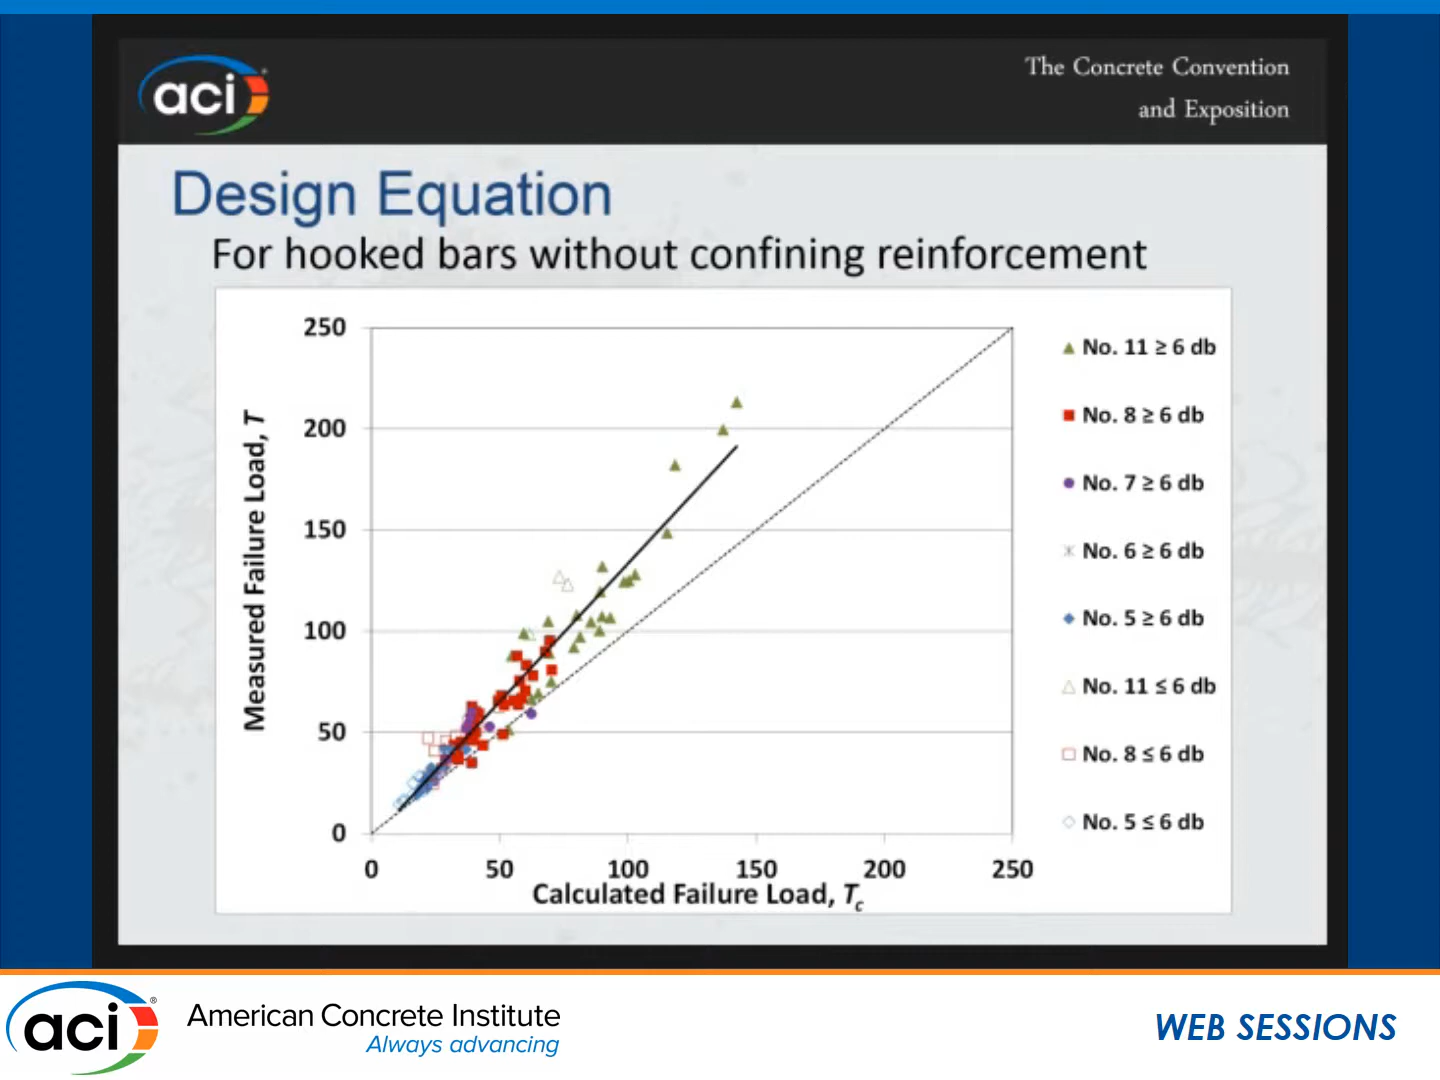 aci
The Concrete Convention
and Exposition
Design Equation
For hooked bars without confining reinforcement
Measured Failure Load, T
250
200
150
100
50
0
0 50 100 150 200 250
Calculated Failure Load, Tc
No. 11 ≥ 6 db
No. 8 ≥ 6 db
No. 7 ≥ 6 db
No. 6 ≥ 6 db
No. 5 ≥ 6 db
No. 11 ≤ 6 db
No. 8 ≤ 6 db
No. 5 ≤ 6 db
aci®
American Concrete Institute
Always advancing
WEB SESSIONS